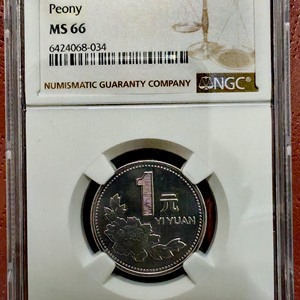 Peony
MS 66
6424068-034
NUMISMATIC GUARANTY COMPANY
NGC
1
元
YI YUAN